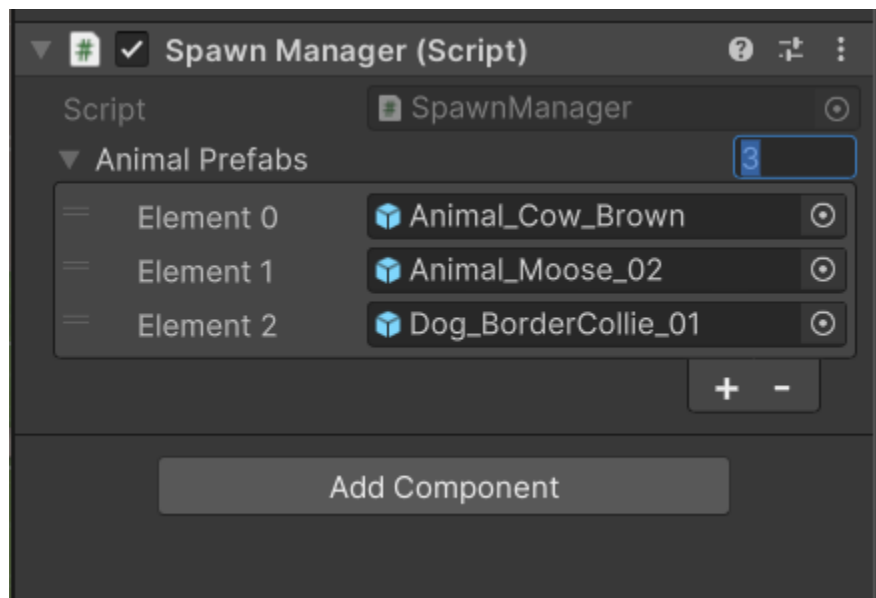 # Spawn Manager (Script) ?
Script # SpawnManager
Animal Prefabs 3
Element 0 Animal_Cow_Brown
Element 1 Animal_Moose_02
Element 2 Dog_BorderCollie_01
+ -
Add Component